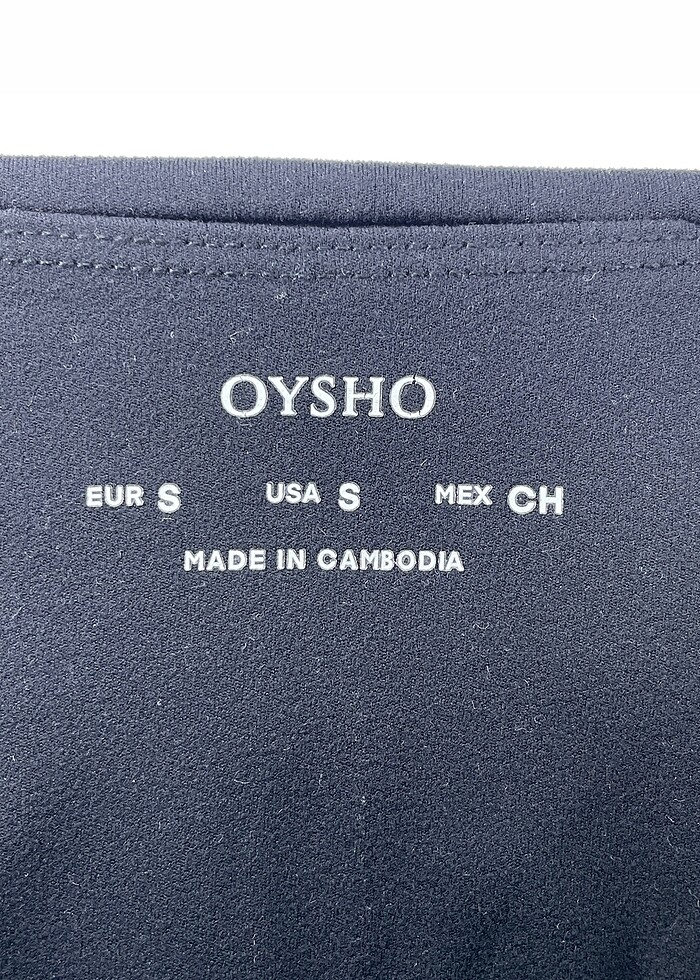 OYSHO
EUR S USA S MEX CH
MADE IN CAMBODIA